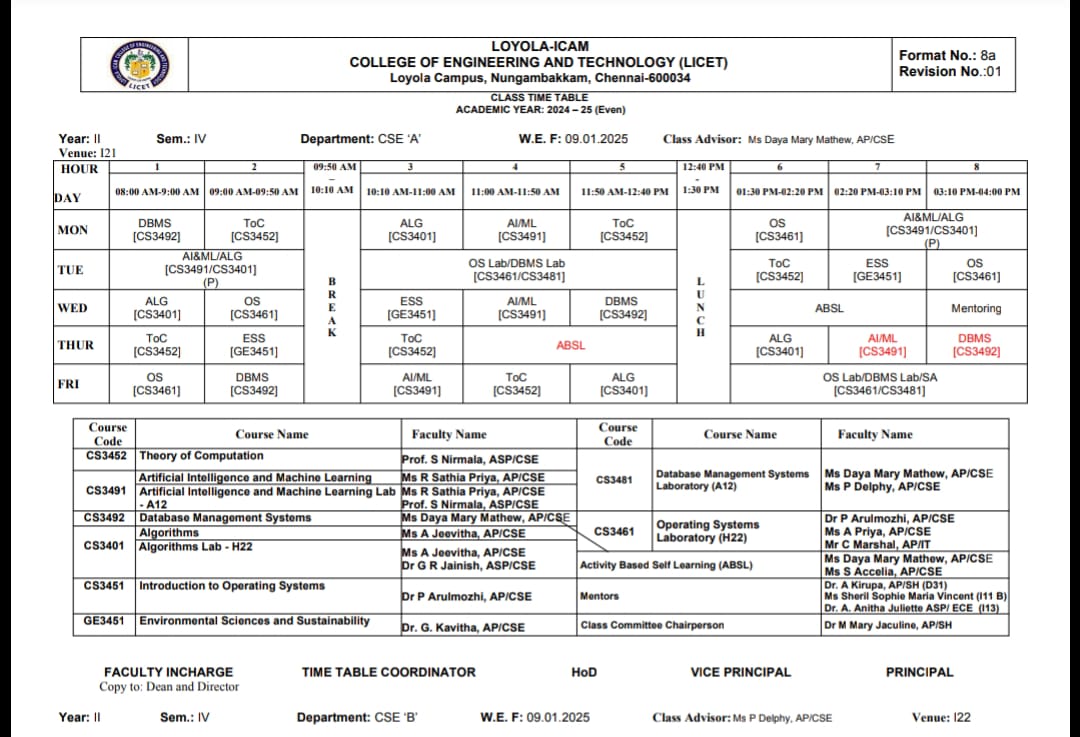 LOYOLA-ICAM
COLLEGE OF ENGINEERING AND TECHNOLOGY (LICET)
Loyola Campus, Nungambakkam, Chennai-600034
Format No.: 8a
Revision No.:01
LICET
CLASS TIME TABLE
ACADEMIC YEAR: 2024 – 25 (Even)
Year: II Sem.: IV Department: CSE 'A' W.E. F: 09.01.2025 Class Advisor: Ms Daya Mary Mathew, AP/CSE
Venue: I21
HOUR 1 2 09:50 AM 3 4 5 12:40 PM 6 7 8
– -
DAY 08:00 AM-9:00 AM 09:00 AM-09:50 AM 10:10 AM 10:10 AM-11:00 AM 11:00 AM-11:50 AM 11:50 AM-12:40 PM 1:30 PM 01:30 PM-02:20 PM 02:20 PM-03:10 PM 03:10 PM-04:00 PM
BREAK
LUNCH
MON DBMS ToC ALG AI/ML ToC OS AI&ML/ALG
[CS3492] [CS3452] [CS3401] [CS3491] [CS3452] [CS3461] [CS3491/CS3401]
(P)
TUE AI&ML/ALG OS Lab/DBMS Lab ToC ESS OS
[CS3491/CS3401] [CS3461/CS3481] [CS3452] [GE3451] [CS3461]
(P)
WED ALG OS ESS AI/ML DBMS ABSL Mentoring
[CS3401] [CS3461] [GE3451] [CS3491] [CS3492]
THUR ToC ESS ToC ABSL ALG AI/ML DBMS
[CS3452] [GE3451] [CS3452] [CS3401] [CS3491] [CS3492]
FRI OS DBMS AI/ML ToC ALG OS Lab/DBMS Lab/SA
[CS3461] [CS3492] [CS3491] [CS3452] [CS3401] [CS3461/CS3481]
Course Code Course Name Faculty Name Course Code Course Name Faculty Name
CS3452 Theory of Computation Prof. S Nirmala, ASP/CSE
CS3491 Artificial Intelligence and Machine Learning Ms R Sathia Priya, AP/CSE
Artificial Intelligence and Machine Learning Lab Ms R Sathia Priya, AP/CSE
- A12 Prof. S Nirmala, ASP/CSE
CS3481 Database Management Systems Ms Daya Mary Mathew, AP/CSE
Laboratory (A12) Ms P Delphy, AP/CSE
CS3492 Database Management Systems Ms Daya Mary Mathew, AP/CSE
CS3401 Algorithms Ms A Jeevitha, AP/CSE
Algorithms Lab - H22 Ms A Jeevitha, AP/CSE
Dr G R Jainish, ASP/CSE
CS3461 Operating Systems Dr P Arulmozhi, AP/CSE
Laboratory (H22) Ms A Priya, AP/CSE
Mr C Marshal, AP/IT
Activity Based Self Learning (ABSL) Ms Daya Mary Mathew, AP/CSE
Ms S Accelia, AP/CSE
CS3451 Introduction to Operating Systems Dr P Arulmozhi, AP/CSE
Mentors Dr. A Kirupa, AP/SH (D31)
Ms Sheril Sophie Maria Vincent (I11 B)
Dr. A. Anitha Juliette ASP/ ECE (I13)
GE3451 Environmental Sciences and Sustainability Dr. G. Kavitha, AP/CSE
Class Committee Chairperson Dr M Mary Jaculine, AP/SH
FACULTY INCHARGE TIME TABLE COORDINATOR HoD VICE PRINCIPAL PRINCIPAL
Copy to: Dean and Director
Year: II Sem.: IV Department: CSE 'B' W.E. F: 09.01.2025 Class Advisor: Ms P Delphy, AP/CSE Venue: I22